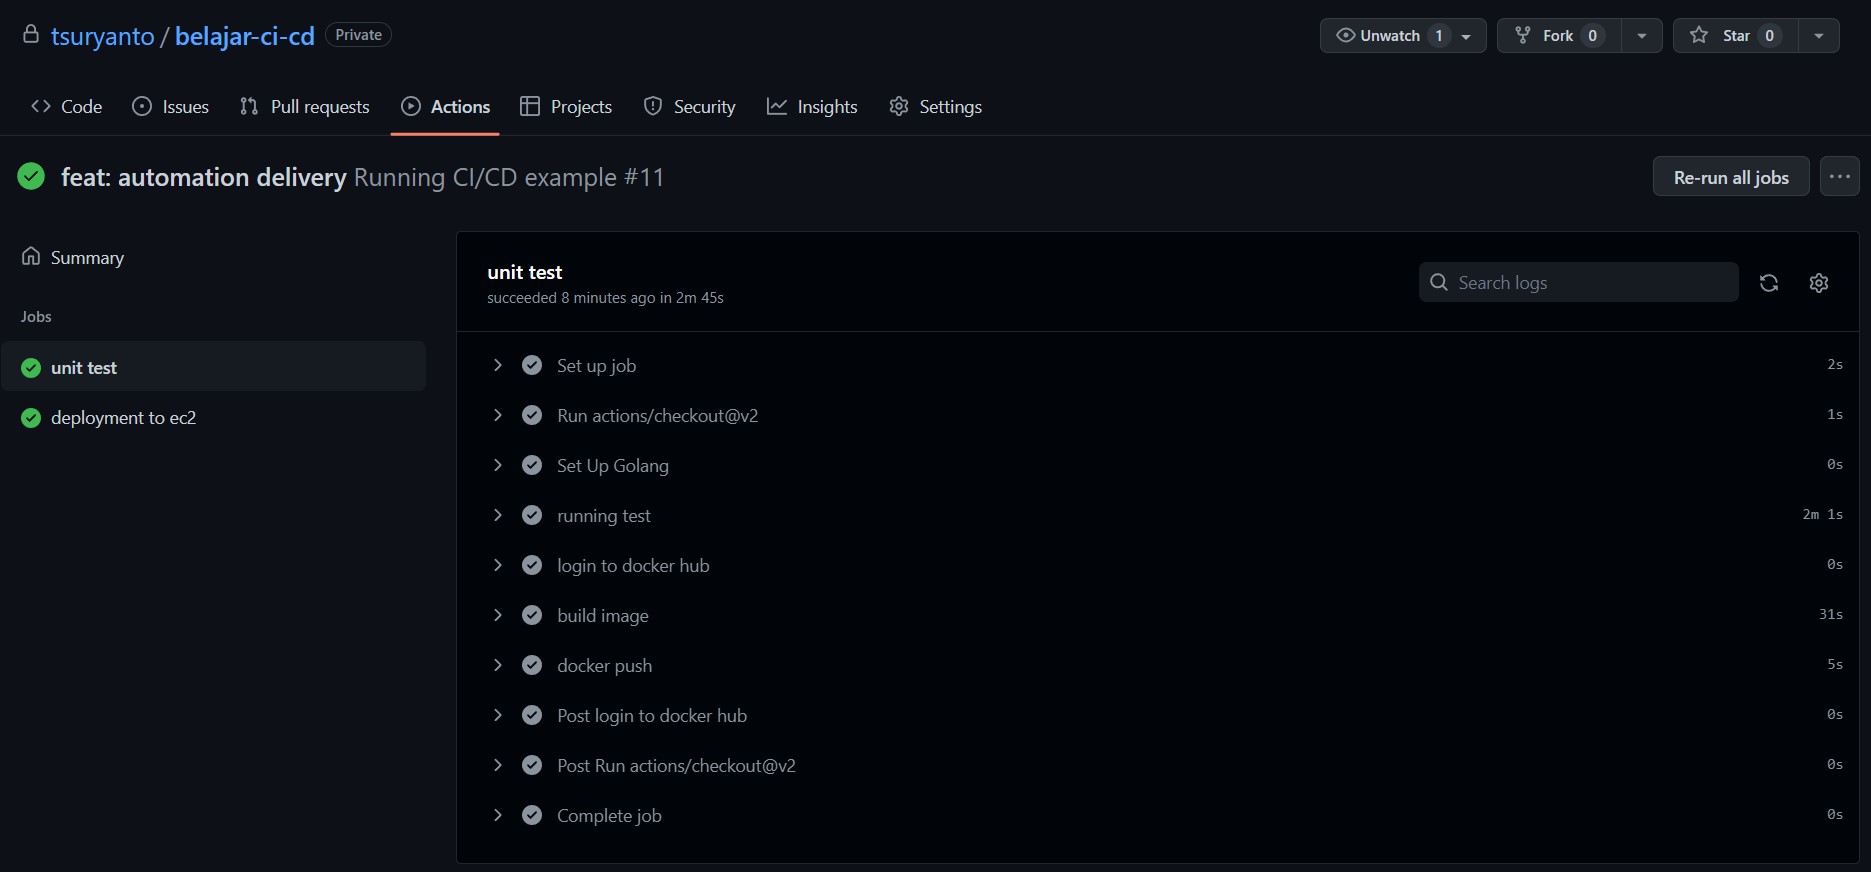 tsuryanto / belajar-ci-cd Private Unwatch 1 Fork 0 Star 0
Code Issues Pull requests Actions Projects Security Insights Settings
feat: automation delivery Running CI/CD example #11 Re-run all jobs ...
Summary
Jobs
unit test
deployment to ec2
unit test
succeeded 8 minutes ago in 2m 45s
Search logs
Set up job 2s
Run actions/checkout@v2 1s
Set Up Golang 0s
running test 2m 1s
login to docker hub 0s
build image 31s
docker push 5s
Post login to docker hub 0s
Post Run actions/checkout@v2 0s
Complete job 0s